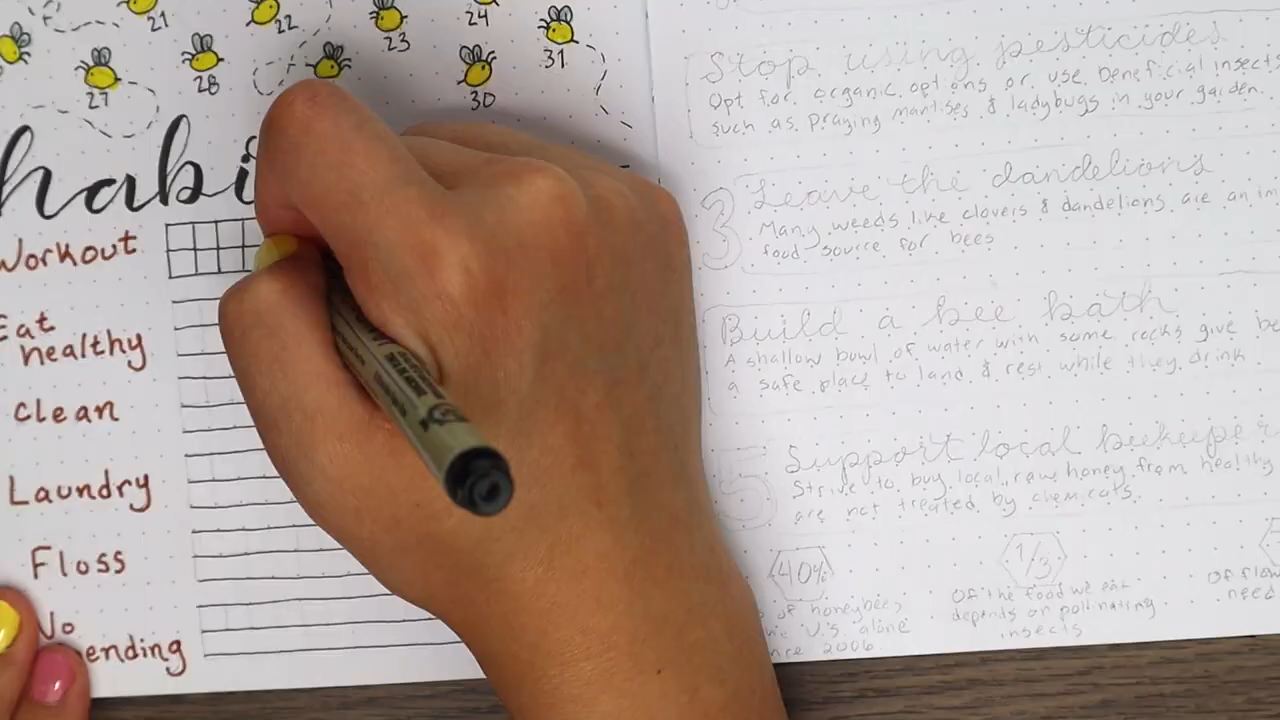 21
22
23
24
27
28
30
31
habi
Workout
Eat
healthy
Clean
Laundry
Floss
No
ending
Stop using pesticides
Opt for organic options or use beneficial insects
such as praying mantises & ladybugs in your garden.
3
Leave the dandelions
Many weeds like clovers & dandelions are an im
food source for bees
Build a bee bath
A shallow bowl of water with some rocks give be
a safe place to land & rest while they drink
5
Support local beekeeper
Strive to buy local, raw honey from healthy
are not treated by chemicals.
40%
of honeybees
U.S. alone
nce 2006
1/3
Of the food we eat
depends on pollinating
insects
Of flow
need